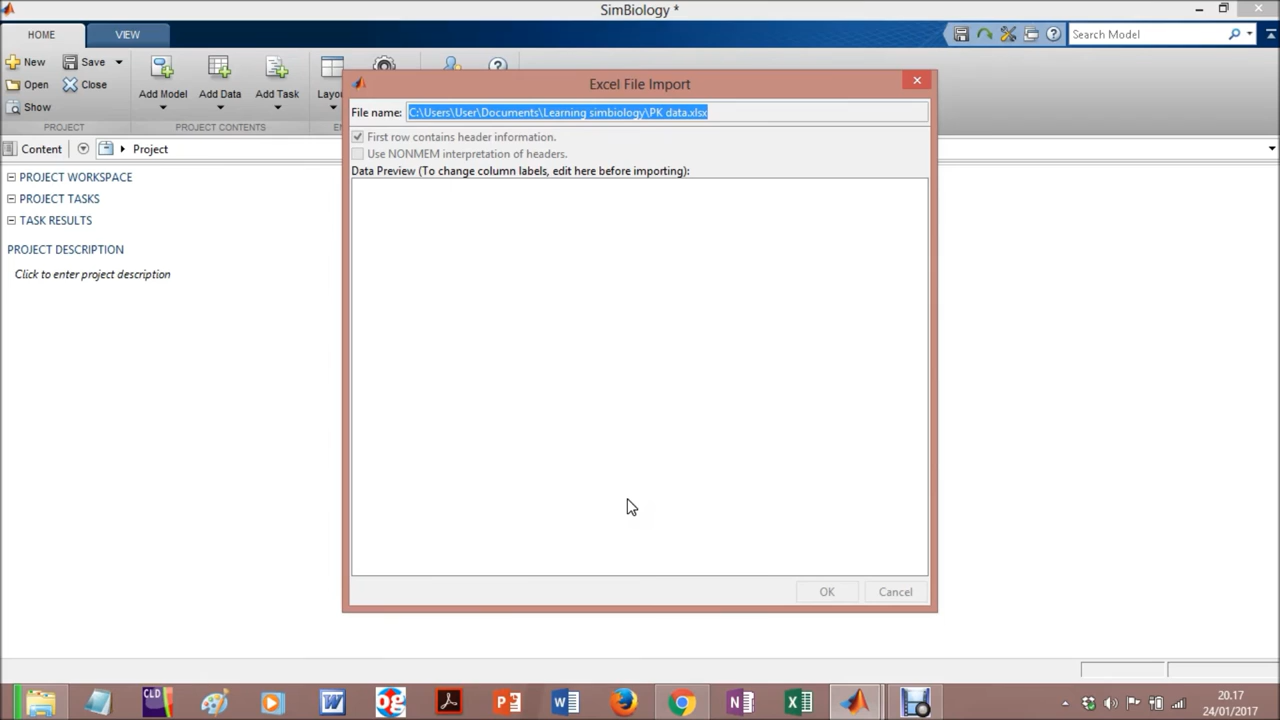 SimBiology *
HOME
VIEW
Search Model
New
Save
Open
Close
Show
Add Model
Add Data
Add Task
PROJECT
PROJECT CONTENTS
Content
Project
PROJECT WORKSPACE
PROJECT TASKS
TASK RESULTS
PROJECT DESCRIPTION
Click to enter project description
Excel File Import
File name: C:\Users\User\Documents\Learning simbiology\PK data.xlsx
First row contains header information.
Use NONMEM interpretation of headers.
Data Preview (To change column labels, edit here before importing):
OK
Cancel
CLD
og
20.17
24/01/2017